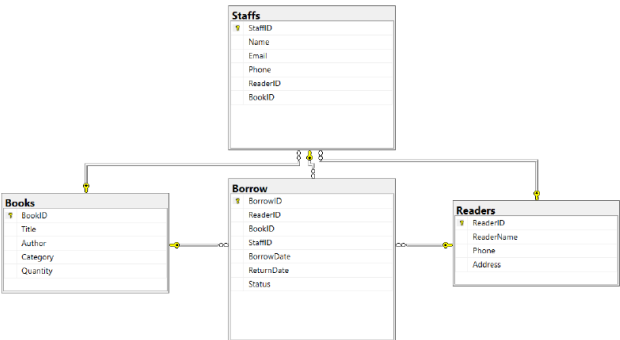 Staffs
StaffID
Name
Email
Phone
ReaderID
BookID
Books
BookID
Title
Author
Category
Quantity
Borrow
BorrowID
ReaderID
BookID
StaffID
BorrowDate
ReturnDate
Status
Readers
ReaderID
ReaderName
Phone
Address